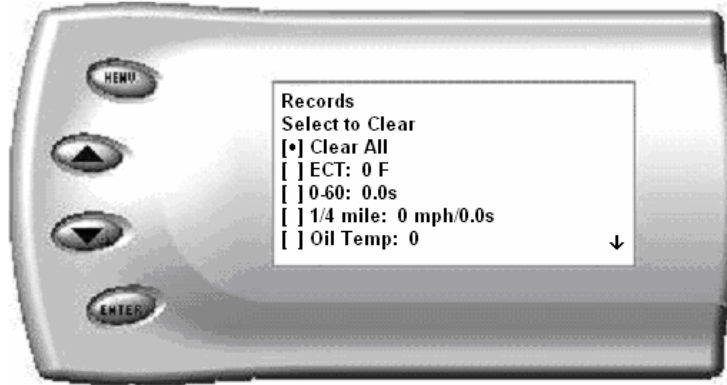 MENU
Records
Select to Clear
[•] Clear All
[ ] ECT: 0 F
[ ] 0-60: 0.0s
[ ] 1/4 mile: 0 mph/0.0s
[ ] Oil Temp: 0 ↓
ENTER